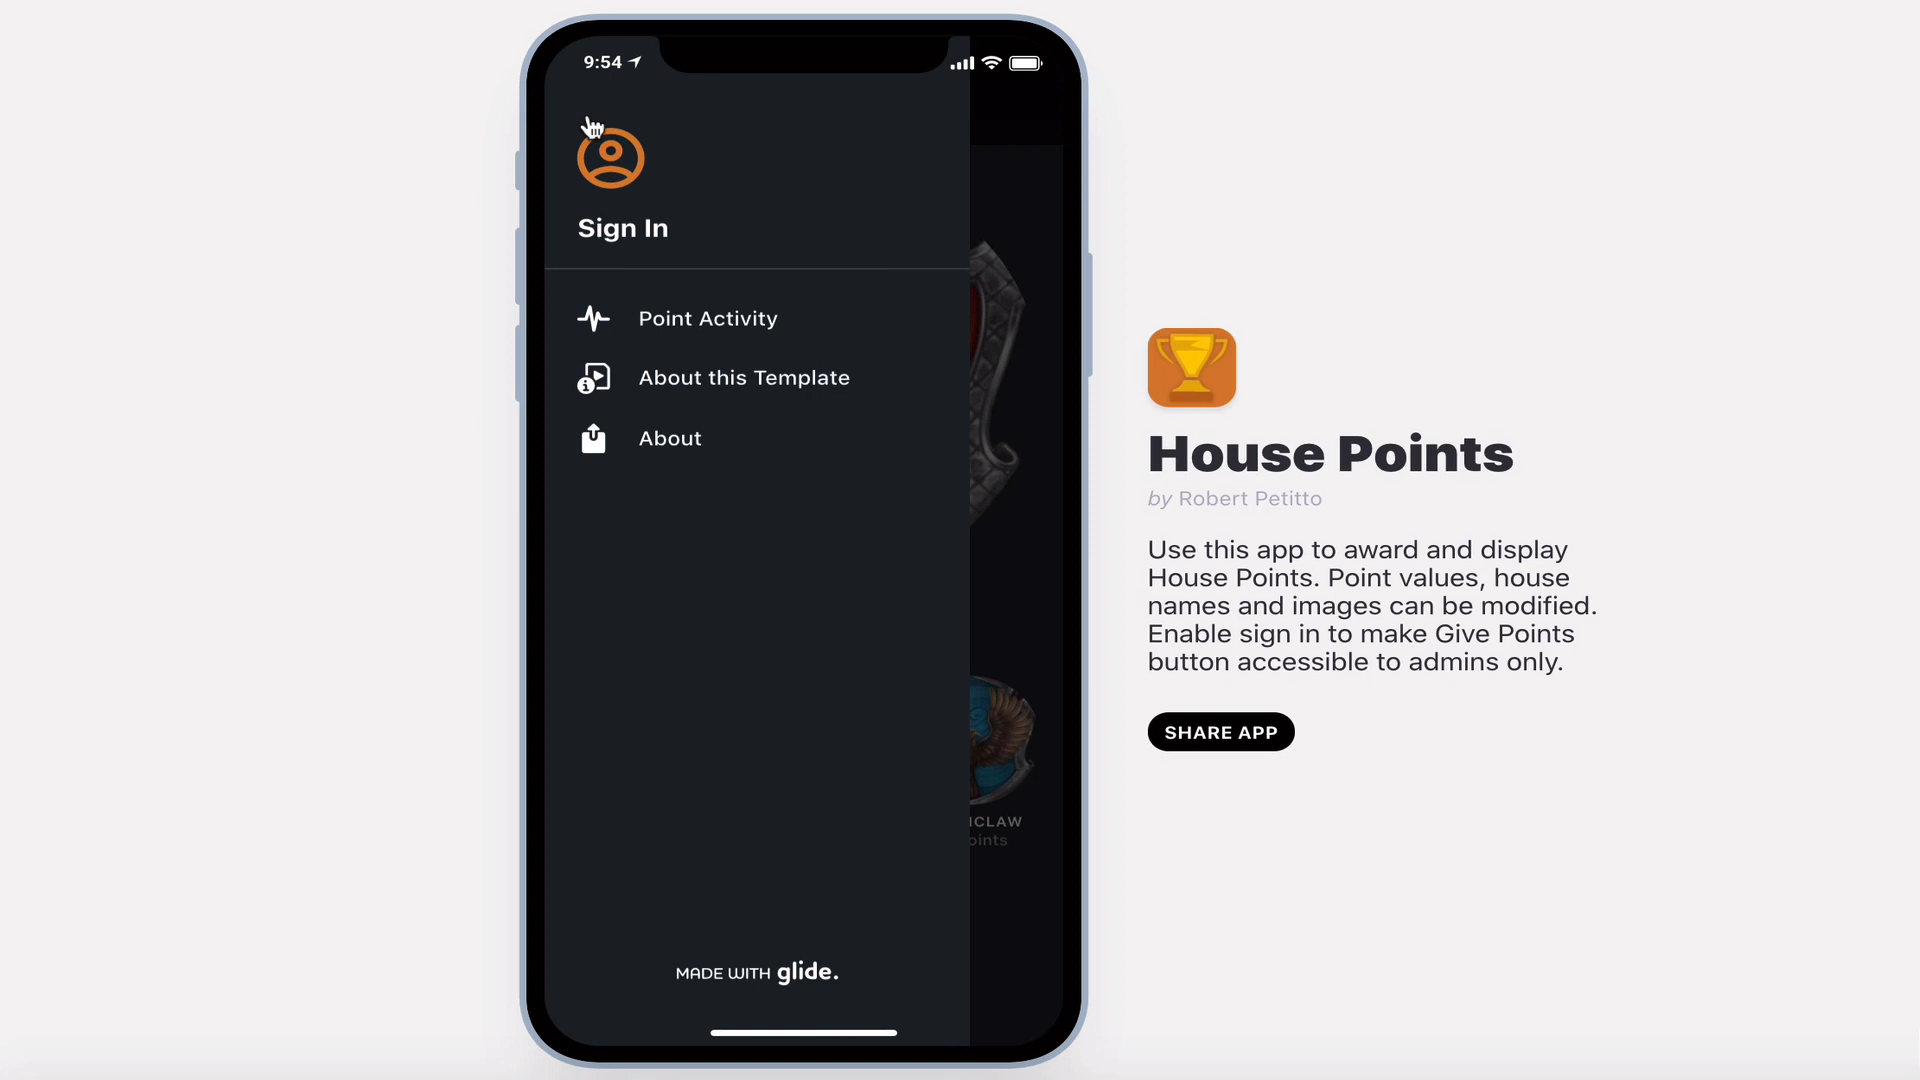 9:54
Sign In
Point Activity
About this Template
About
MADE WITH glide.
House Points
by Robert Petitto
Use this app to award and display
House Points. Point values, house
names and images can be modified.
Enable sign in to make Give Points
button accessible to admins only.
SHARE APP